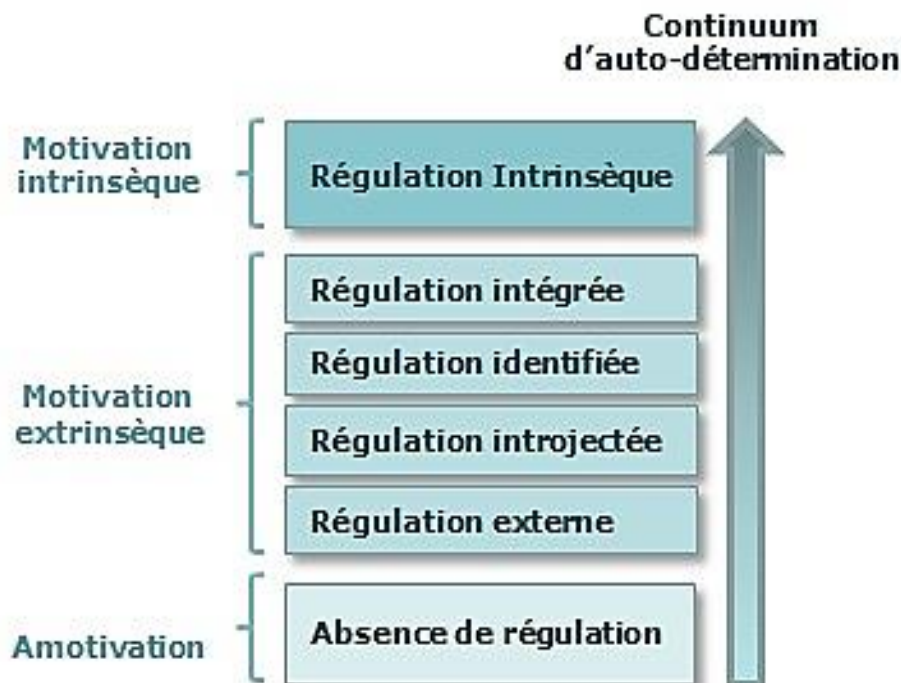 Continuum
d'auto-détermination
Motivation
intrinsèque
Régulation Intrinsèque
Régulation intégrée
Régulation identifiée
Motivation
extrinsèque
Régulation introjectée
Régulation externe
Amotivation
Absence de régulation